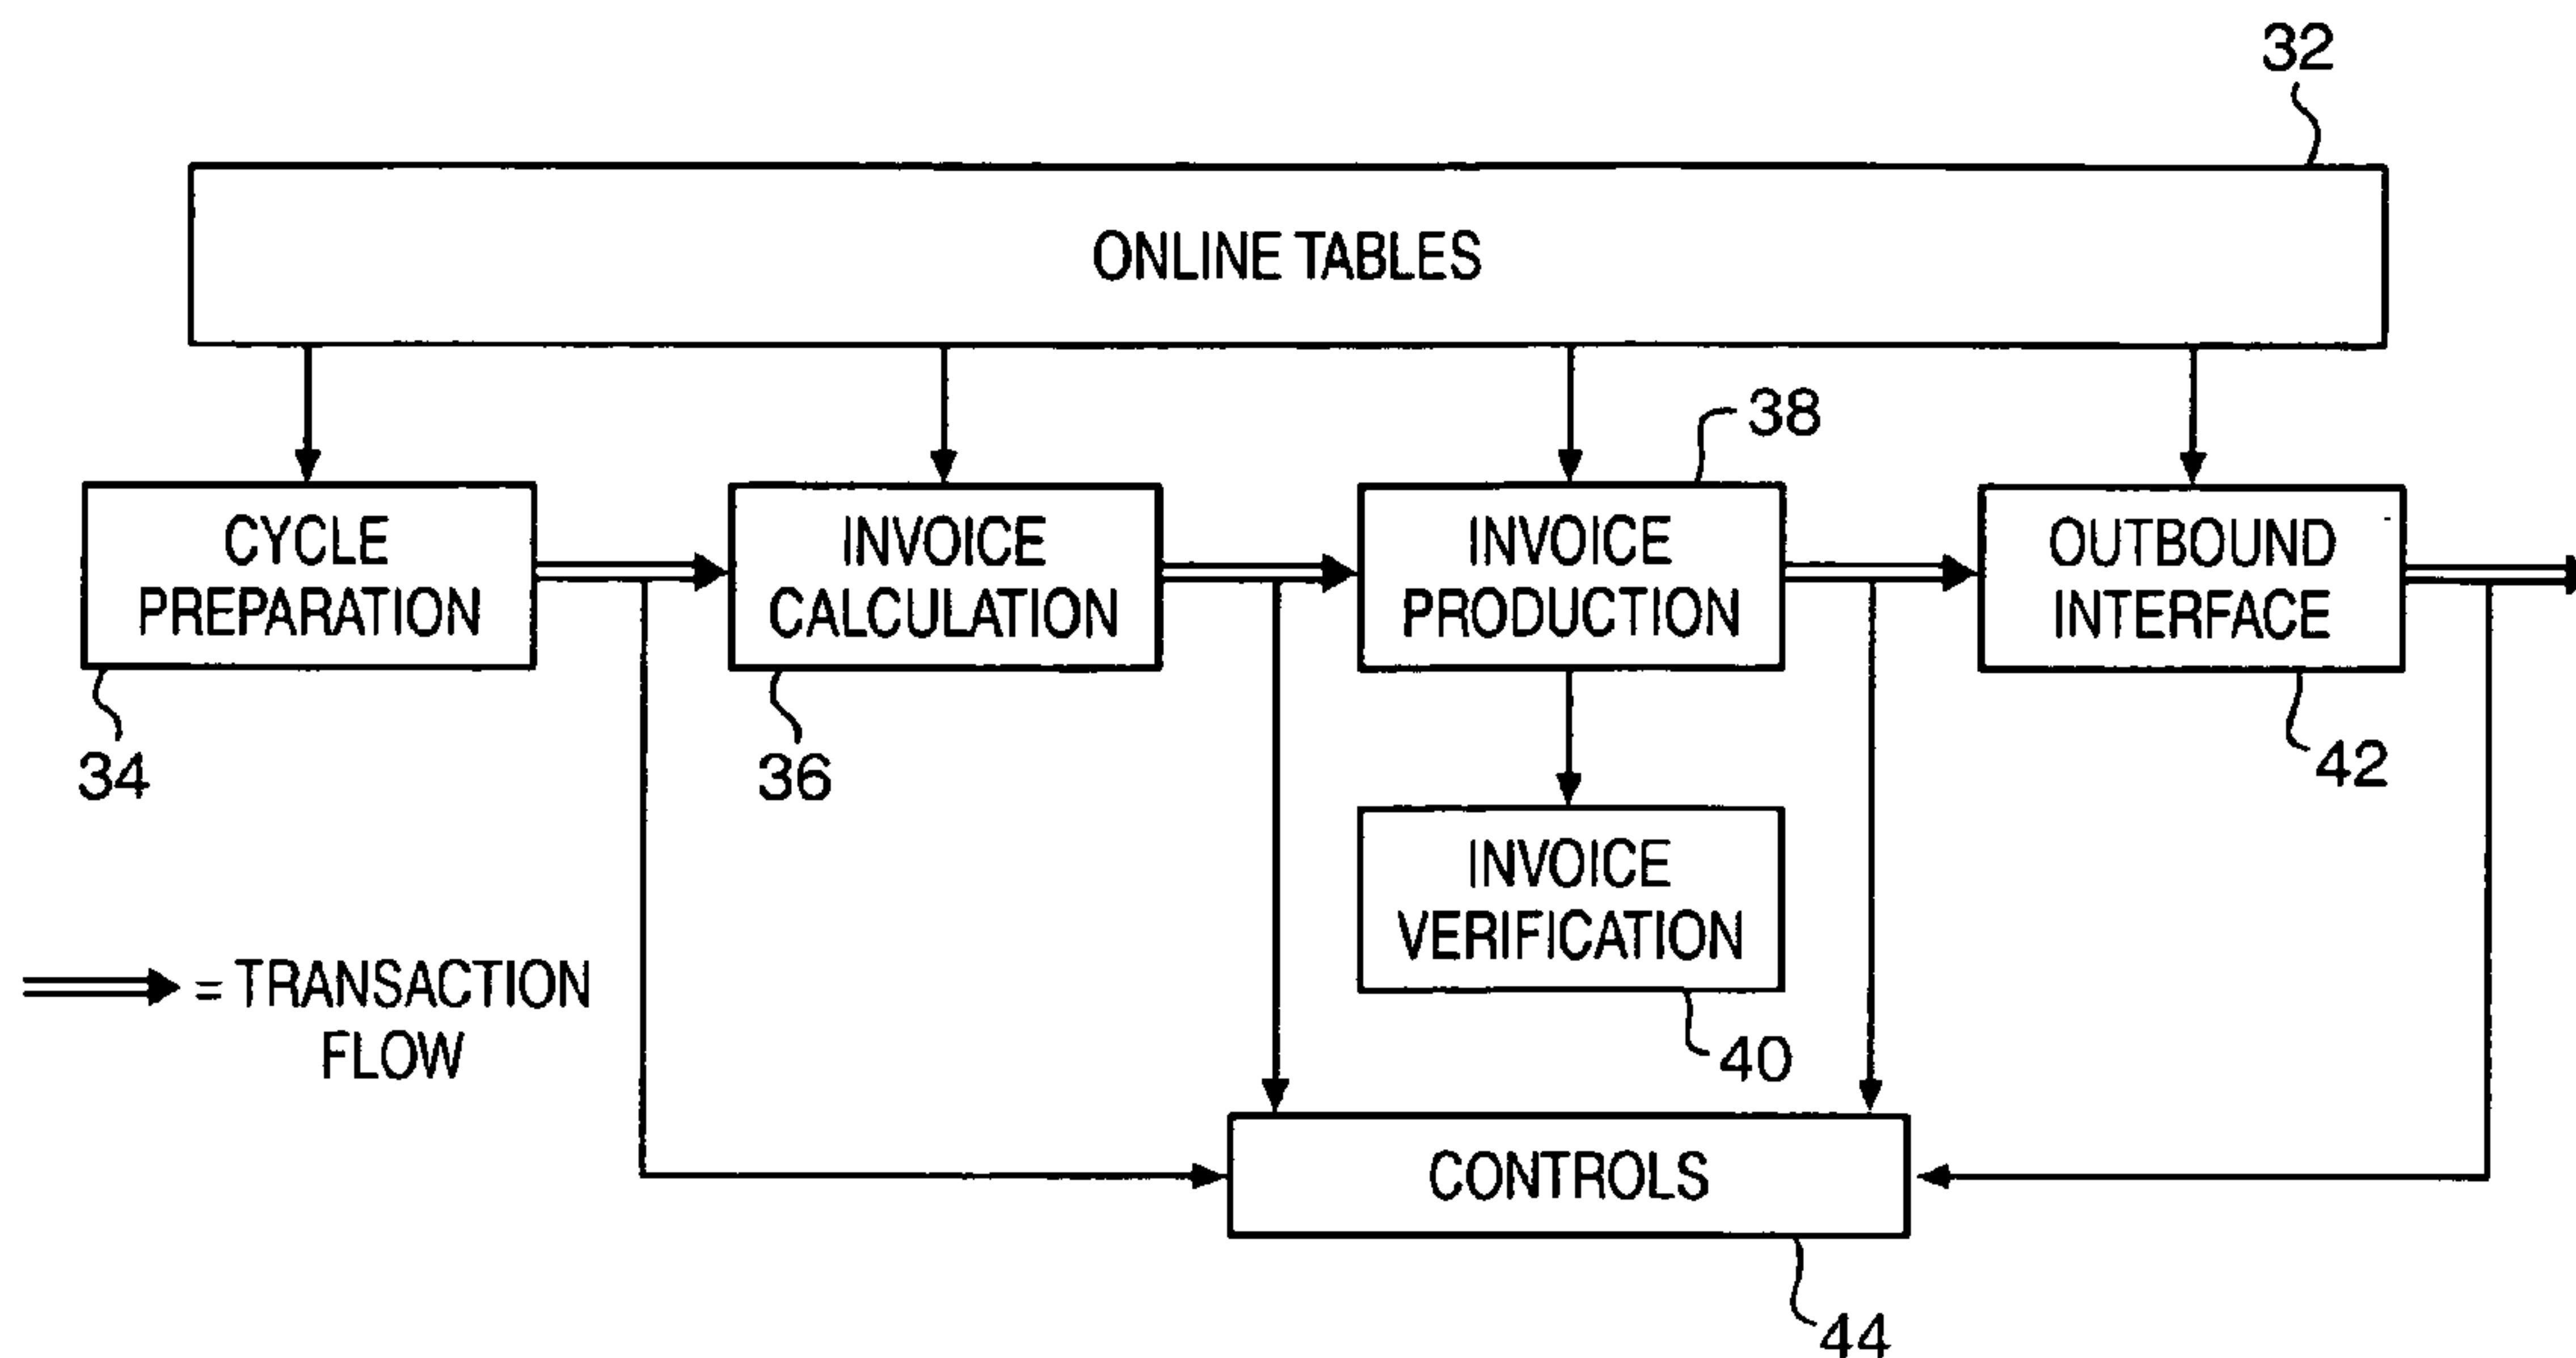 32
ONLINE TABLES
38
CYCLE
PREPARATION
INVOICE
CALCULATION
INVOICE
PRODUCTION
OUTBOUND
INTERFACE
34
36
42
INVOICE
VERIFICATION
40
= TRANSACTION
FLOW
CONTROLS
44